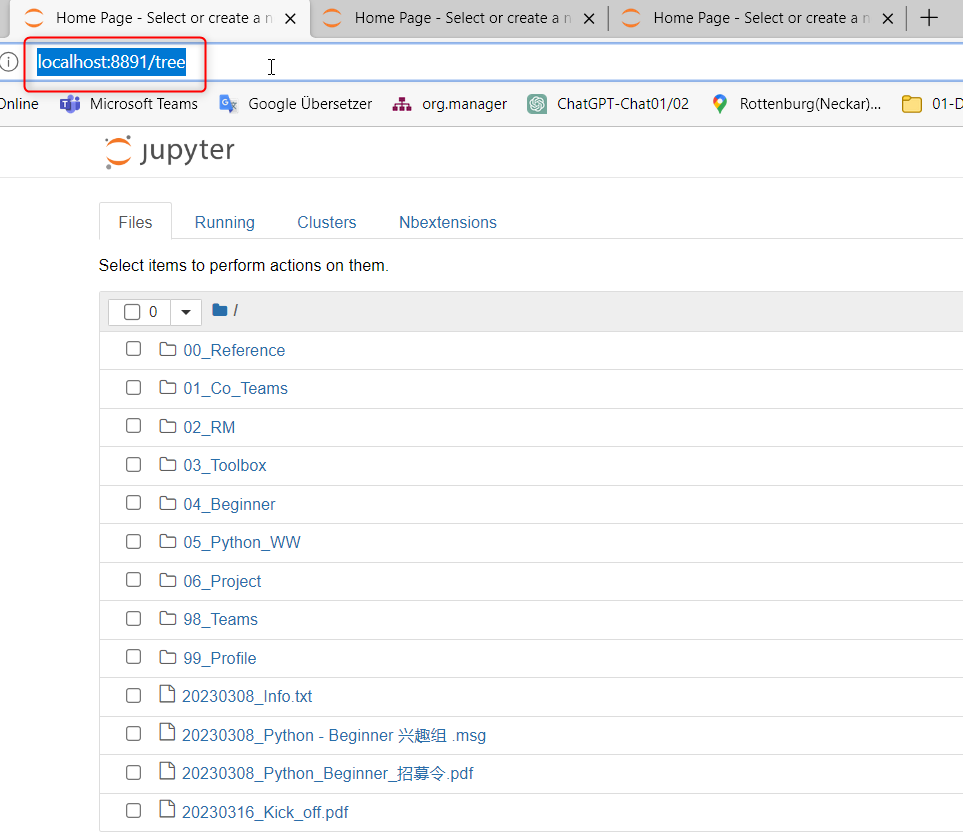 Home Page - Select or create a n Home Page - Select or create a n Home Page - Select or create a n
localhost:8891/tree
Online Microsoft Teams Google Übersetzer org.manager ChatGPT-Chat01/02 Rottenburg(Neckar)... 01-D
jupyter
Files Running Clusters Nbextensions
Select items to perform actions on them.
0 /
00_Reference
01_Co_Teams
02_RM
03_Toolbox
04_Beginner
05_Python_WW
06_Project
98_Teams
99_Profile
20230308_Info.txt
20230308_Python - Beginner 兴趣组 .msg
20230308_Python_Beginner_招募令.pdf
20230316_Kick_off.pdf